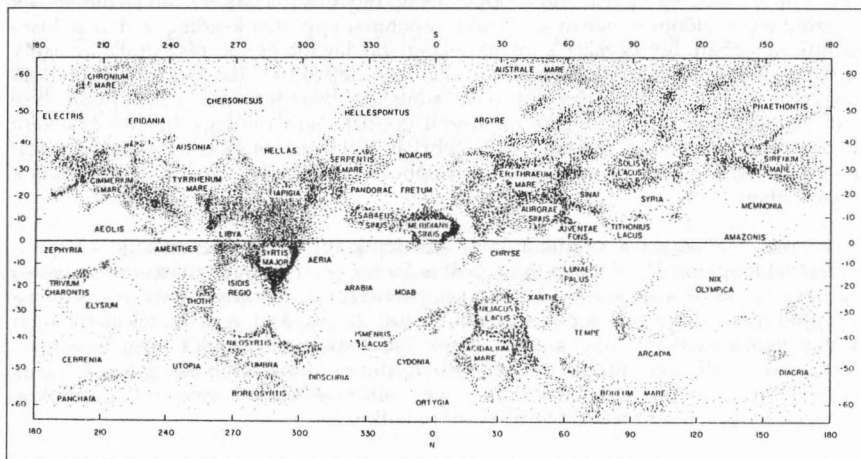 S
180 210 240 270 300 330 0 30 60 90 120 150 180
-60 CHRONIUM MARE AUSTRALE MARE -60
CHERSONESUS PHAETHONTIS
-50 ELECTRIS ERIDANIA HELLESPONTUS ARGYRE -50
-40 AUSONIA HELLAS SERPENTIS MARE NOACHIS SOLIS LACUS SIRENUM MARE -40
-30 CIMMERIUM MARE TYRRHENUM MARE IAPIGIA PANDORAE FRETUM ERYTHRAEUM MARE SINAI -30
-20 SYRIA MEMNONIA -20
-10 AEOLIS LIBYA SABAEUS SINUS MERIDIANI SINUS AURORAE SINUS JUVENTAE FONS TITHONIUS LACUS AMAZONIS -10
0 0
ZEPHYRIA AMENTHES SYRTIS MAJOR AERIA CHRYSE
-10 LUNAE PALUS -10
-20 TRIVIUM CHARONTIS ISIDIS REGIO ARABIA MOAB XANTHE NIX OLYMPICA -20
-30 ELYSIUM THOTH NILIACUS LACUS -30
-40 NILOSYRTIS ISMENIUS LACUS ACIDALIUM MARE TEMPE -40
-50 CEBRENIA UTOPIA UMBRA DIOSCURIA CYDONIA ARCADIA DIACRIA -50
-60 PANCHAIA BOREOSYRTIS ORTYGIA BOREUM MARE -60
180 210 240 270 300 330 0 30 60 90 120 150 180
N